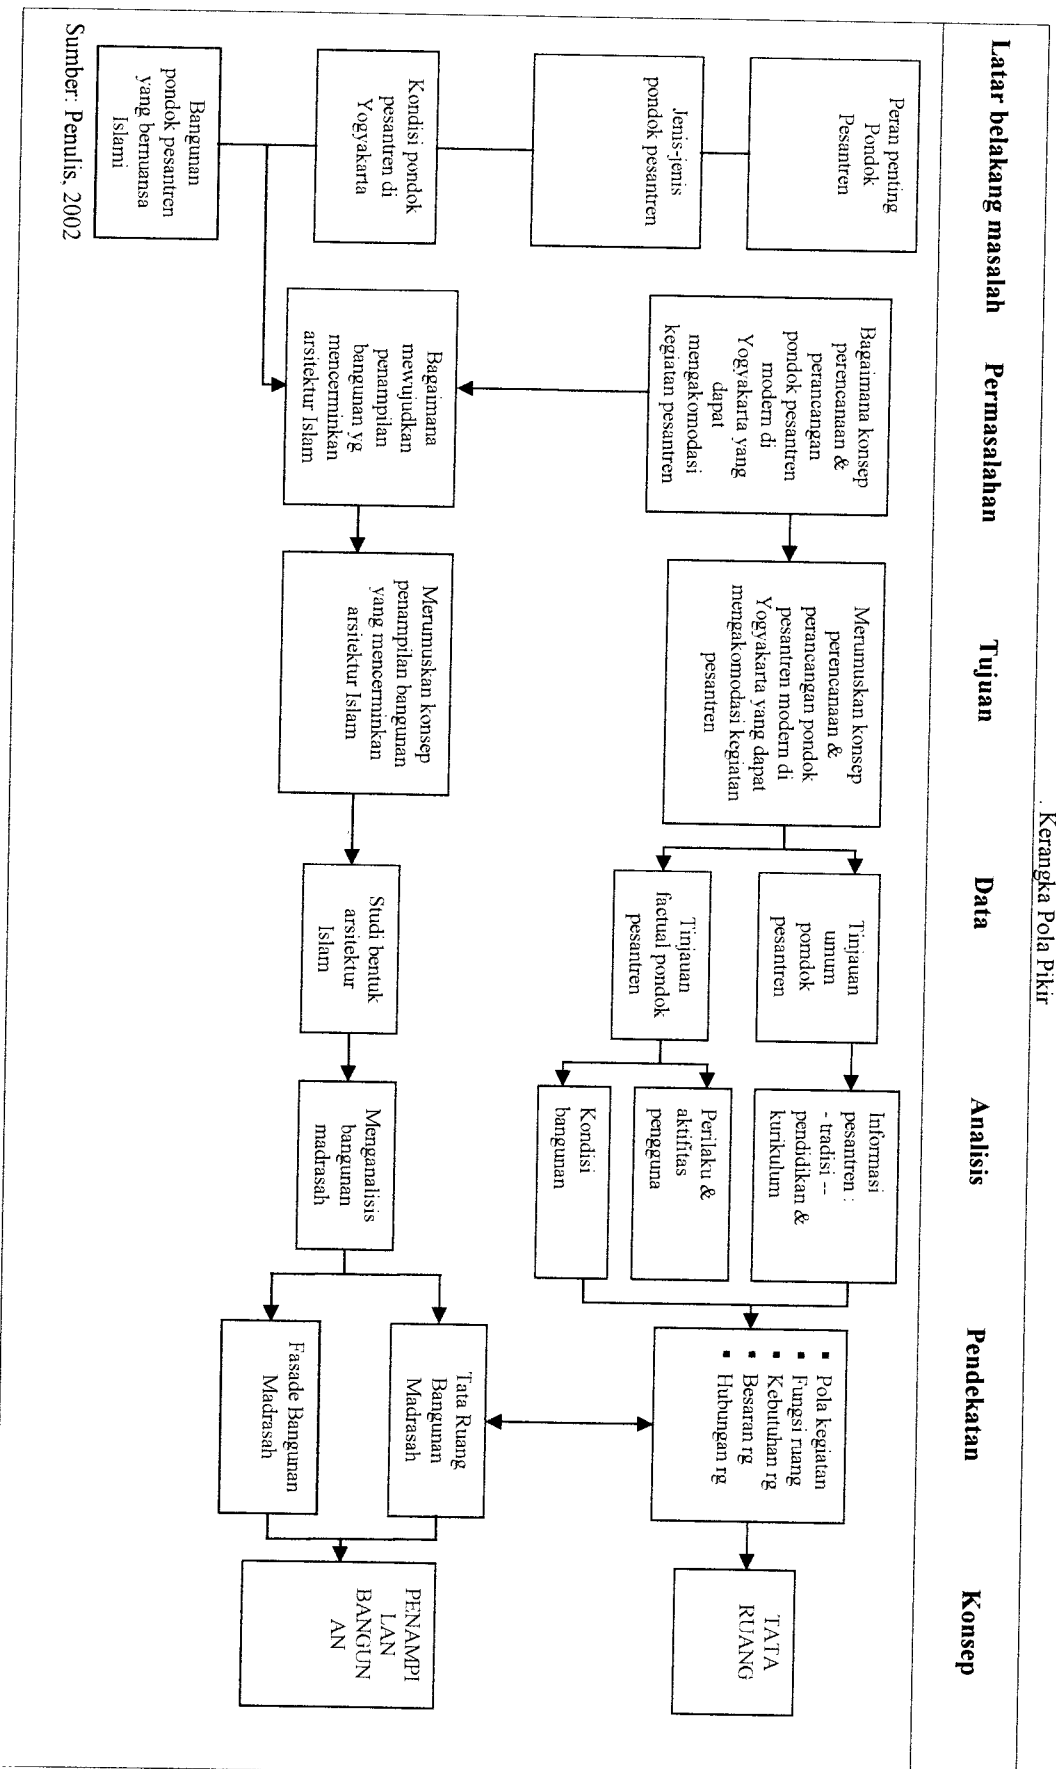 . Kerangka Pola Pikir
Latar belakang masalah
Permasalahan
Tujuan
Data
Analisis
Pendekatan
Konsep
Peran penting
Pondok
Pesantren
Jenis-jenis
pondok pesantren
Kondisi pondok
pesantren di
Yogyakarta
Bangunan
pondok pesantren
yang bernuansa
Islami
Bagaimana konsep
perencanaan &
perancangan
pondok pesantren
modern di
Yogyakarta yang
dapat
mengakomodasi
kegiatan pesantren
Bagaimana
mewujudkan
penampilan
bangunan yg
mencerminkan
arsitektur Islam
Merumuskan konsep
perencanaan &
perancangan pondok
pesantren modern di
Yogyakarta yang dapat
mengakomodasi kegiatan
pesantren
Merumuskan konsep
penampilan bangunan
yang mencerminkan
arsitektur Islam
Tinjauan
umum
pomdok
pesantren
Tinjauan
factual pondok
pesantren
Studi bentuk
arsitektur
Islam
Informasi
pesantren :
- tradisi --
pendidikan &
kurikulum
Perilaku &
aktifitas
pengguna
Kondisi
bangunan
Menganalisis
bangunan
madrasah
▪ Pola kegiatan
▪ Fungsi ruang
▪ Kebutuhan rg
▪ Besaran rg
▪ Hubungan rg
Tata Ruang
Bangunan
Madrasah
Fasade Bangunan
Madrasah
TATA
RUANG
PENAMPI
LAN
BANGUN
AN
Sumber: Penulis, 2002